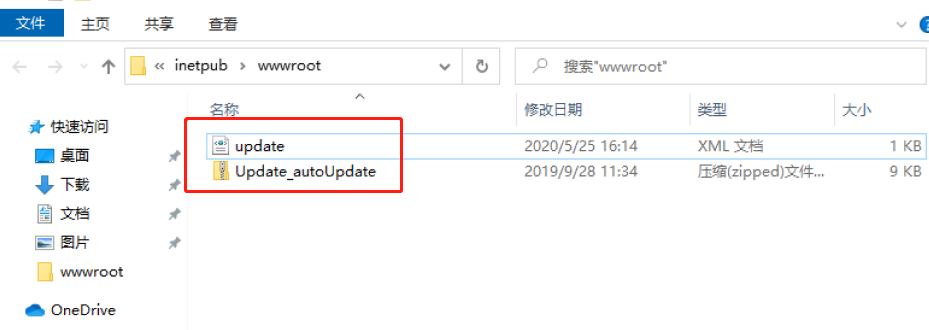 文件 主页 共享 查看
« inetpub › wwwroot 搜索"wwwroot"
名称 修改日期 类型 大小
快速访问
桌面
下载
文档
图片
wwwroot
OneDrive
update 2020/5/25 16:14 XML 文档 1 KB
Update_autoUpdate 2019/9/28 11:34 压缩(zipped)文件... 9 KB